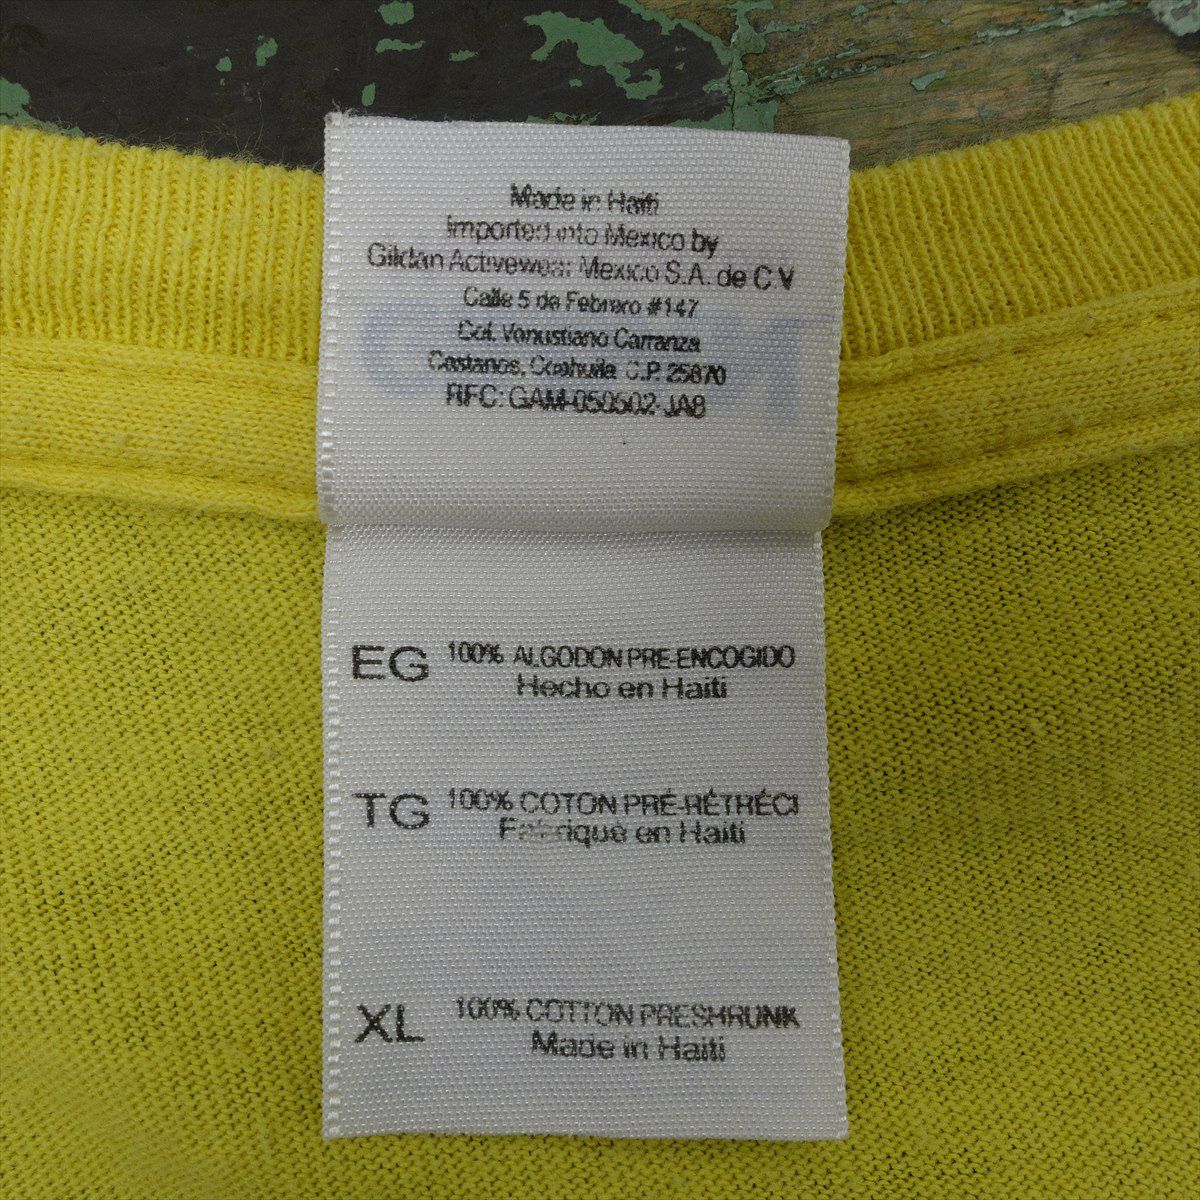 Made in Haiti
Imported into Mexico by
Gildan Activewear Mexico S.A. de C.V
Calle 5 de Febrero #147
Col. Venustiano Carranza
Castanos, Coahuila C.P. 25870
RFC: GAM-050502-JA8
EG 100% ALGODON PRE-ENCOGIDO
Hecho en Haiti
TG 100% COTON PRÉ-RÉTRÉCI
Fabrique en Haiti
XL 100% COTTON PRESHRUNK
Made in Haiti